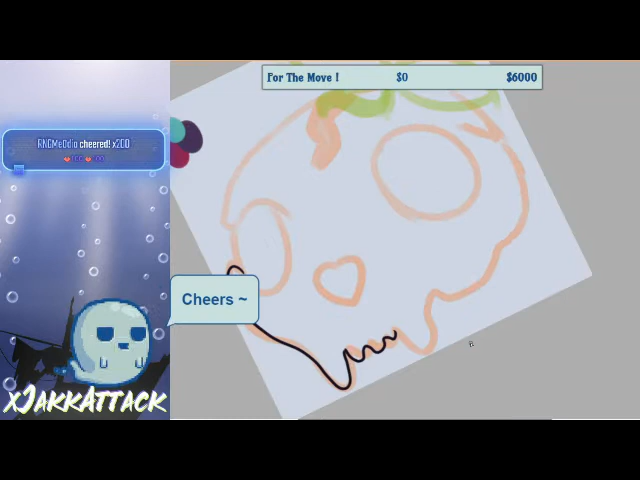 For The Move !
$0
$6000
RNGMeOdio cheered! x200
Cheers ~
xJakkAttack